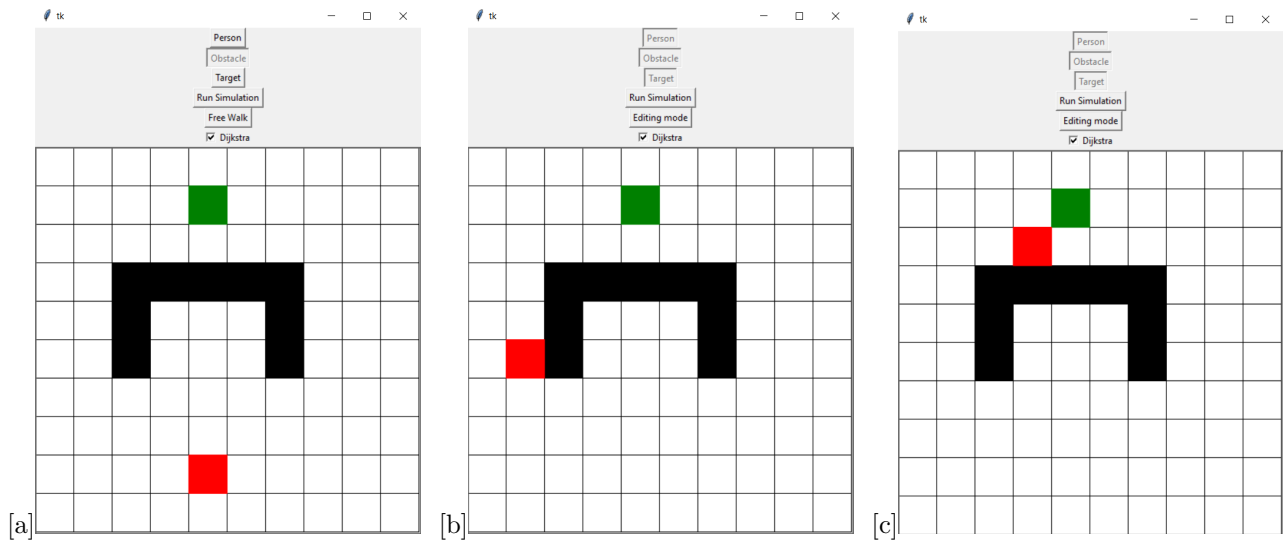 tk
Person
Obstacle
Target
Run Simulation
Free Walk
Dijkstra
[a]
tk
Person
Obstacle
Target
Run Simulation
Editing mode
Dijkstra
[b]
tk
Person
Obstacle
Target
Run Simulation
Editing mode
Dijkstra
[c]